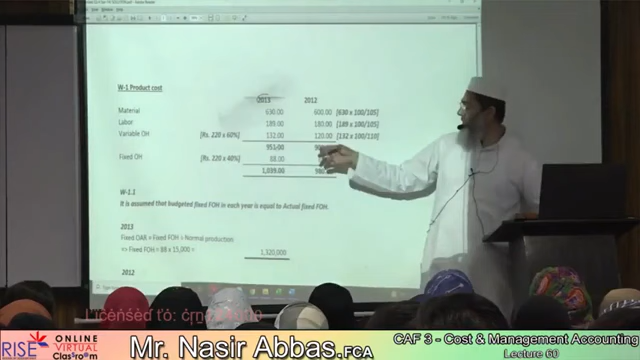 W-1 Product cost
2013 2012
Material 630.00 600.00 [630 x 100/105]
Labor 189.00 180.00 [189 x 100/105]
Variable OH [Rs. 220 x 60%] 132.00 120.00 [132 x 100/110]
951.00
Fixed OH [Rs. 220 x 40%] 88.00
1,039.00 980.
W-1.1
It is assumed that budgeted fixed FOH in each year is equal to Actual fixed FOH.
2013
Fixed OAR = Fixed FOH ÷ Normal production
=> Fixed FOH = 88 x 15,000 = 1,320,000
2012
RISE ONLINE VIRTUAL Classroom
Mr. Nasir Abbas.FCA
CAF 3 - Cost & Management Accounting
Lecture 60